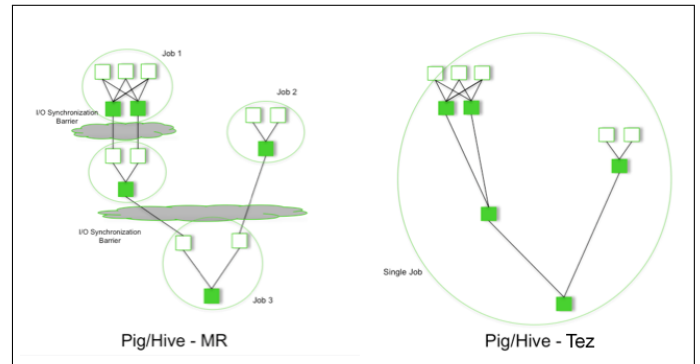 Job 1
Job 2
I/O Synchronization
Barrier
I/O Synchronization
Barrier
Job 3
Pig/Hive - MR
Single Job
Pig/Hive - Tez